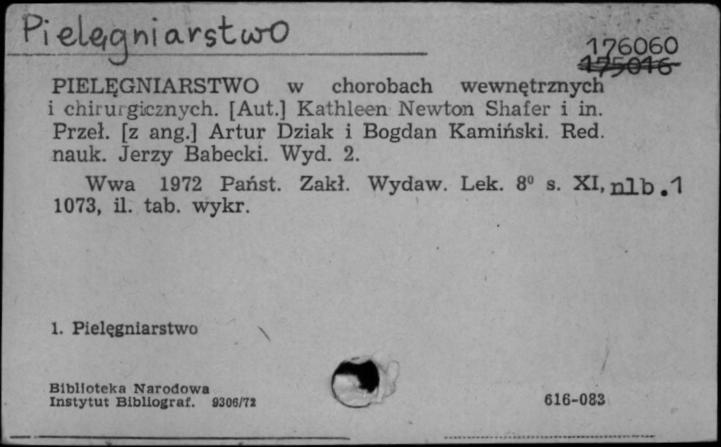 Pielęgniarstwo
176060
175016
PIELĘGNIARSTWO w chorobach wewnętrznych
i chirurgicznych. [Aut.] Kathleen Newton Shafer i in.
Przeł. [z ang.] Artur Dziak i Bogdan Kamiński. Red.
nauk. Jerzy Babecki. Wyd. 2.
Wwa 1972 Państ. Zakł. Wydaw. Lek. 8⁰ s. XI, nlb.1
1073, il. tab. wykr.
1. Pielęgniarstwo
Biblioteka Narodowa
Instytut Bibliograf. 9306/72
616-083